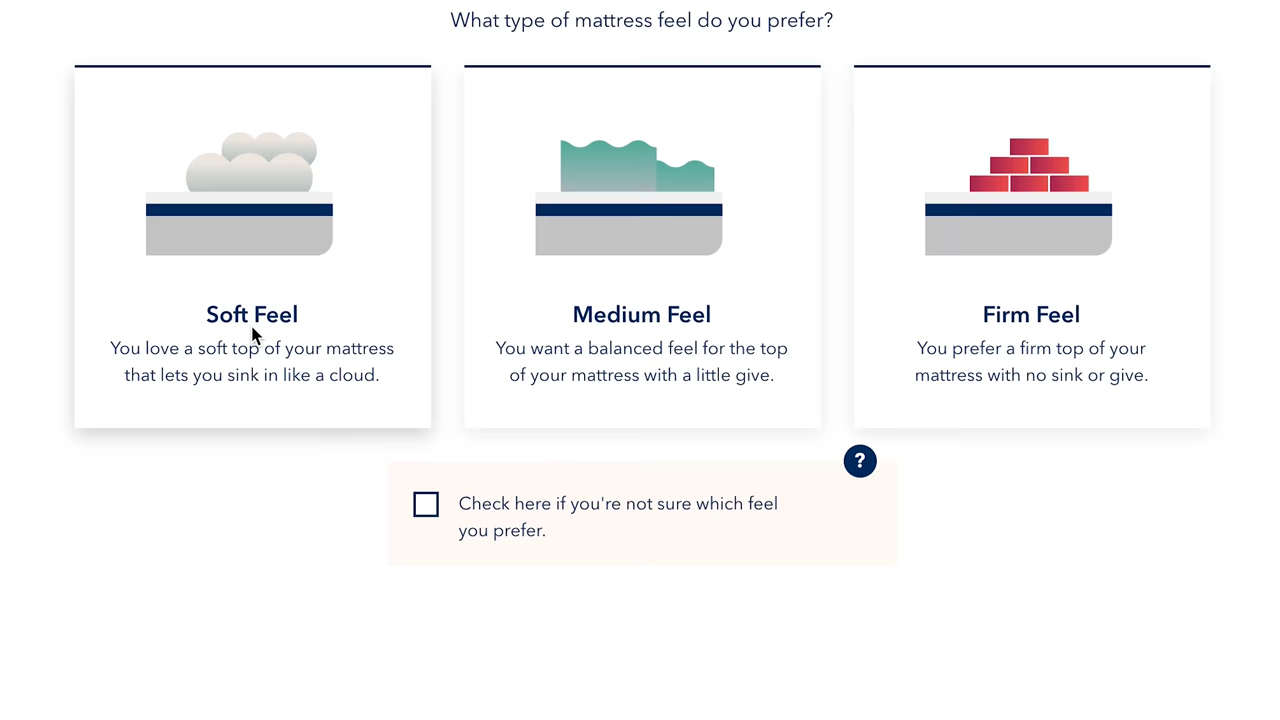 What type of mattress feel do you prefer?
Soft Feel
You love a soft top of your mattress
that lets you sink in like a cloud.
Medium Feel
You want a balanced feel for the top
of your mattress with a little give.
Firm Feel
You prefer a firm top of your
mattress with no sink or give.
?
Check here if you're not sure which feel
you prefer.